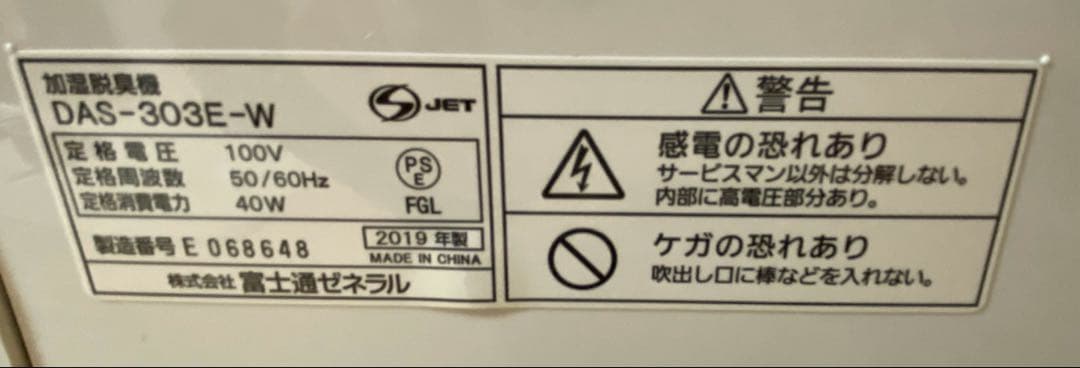 加湿脱臭機
DAS-303E-W
S JET
定格電圧 100V
定格周波数 50/60Hz
定格消費電力 40W
PS
E
FGL
製造番号 E 068648
2019 年製
MADE IN CHINA
株式会社 富士通ゼネラル
警告
感電の恐れあり
サービスマン以外は分解しない。
内部に高電圧部分あり。
ケガの恐れあり
吹出し口に棒などを入れない。